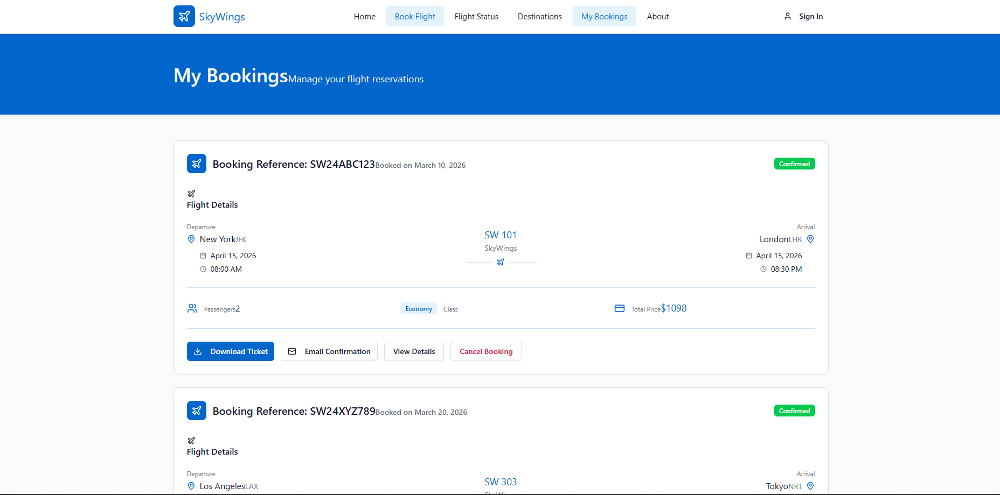 SkyWings
Home Book Flight Flight Status Destinations My Bookings About
Sign In
My BookingsManage your flight reservations
Booking Reference: SW24ABC123Booked on March 10, 2026
Confirmed
Flight Details
Departure
New YorkJFK
April 15, 2026
08:00 AM
SW 101
SkyWings
Arrival
LondonLHR
April 15, 2026
08:30 PM
Passengers2
Economy Class
Total Price$1098
Download Ticket
Email Confirmation
View Details
Cancel Booking
Booking Reference: SW24XYZ789Booked on March 20, 2026
Confirmed
Flight Details
Departure
Los AngelesLAX
SW 303
Arrival
TokyoNRT